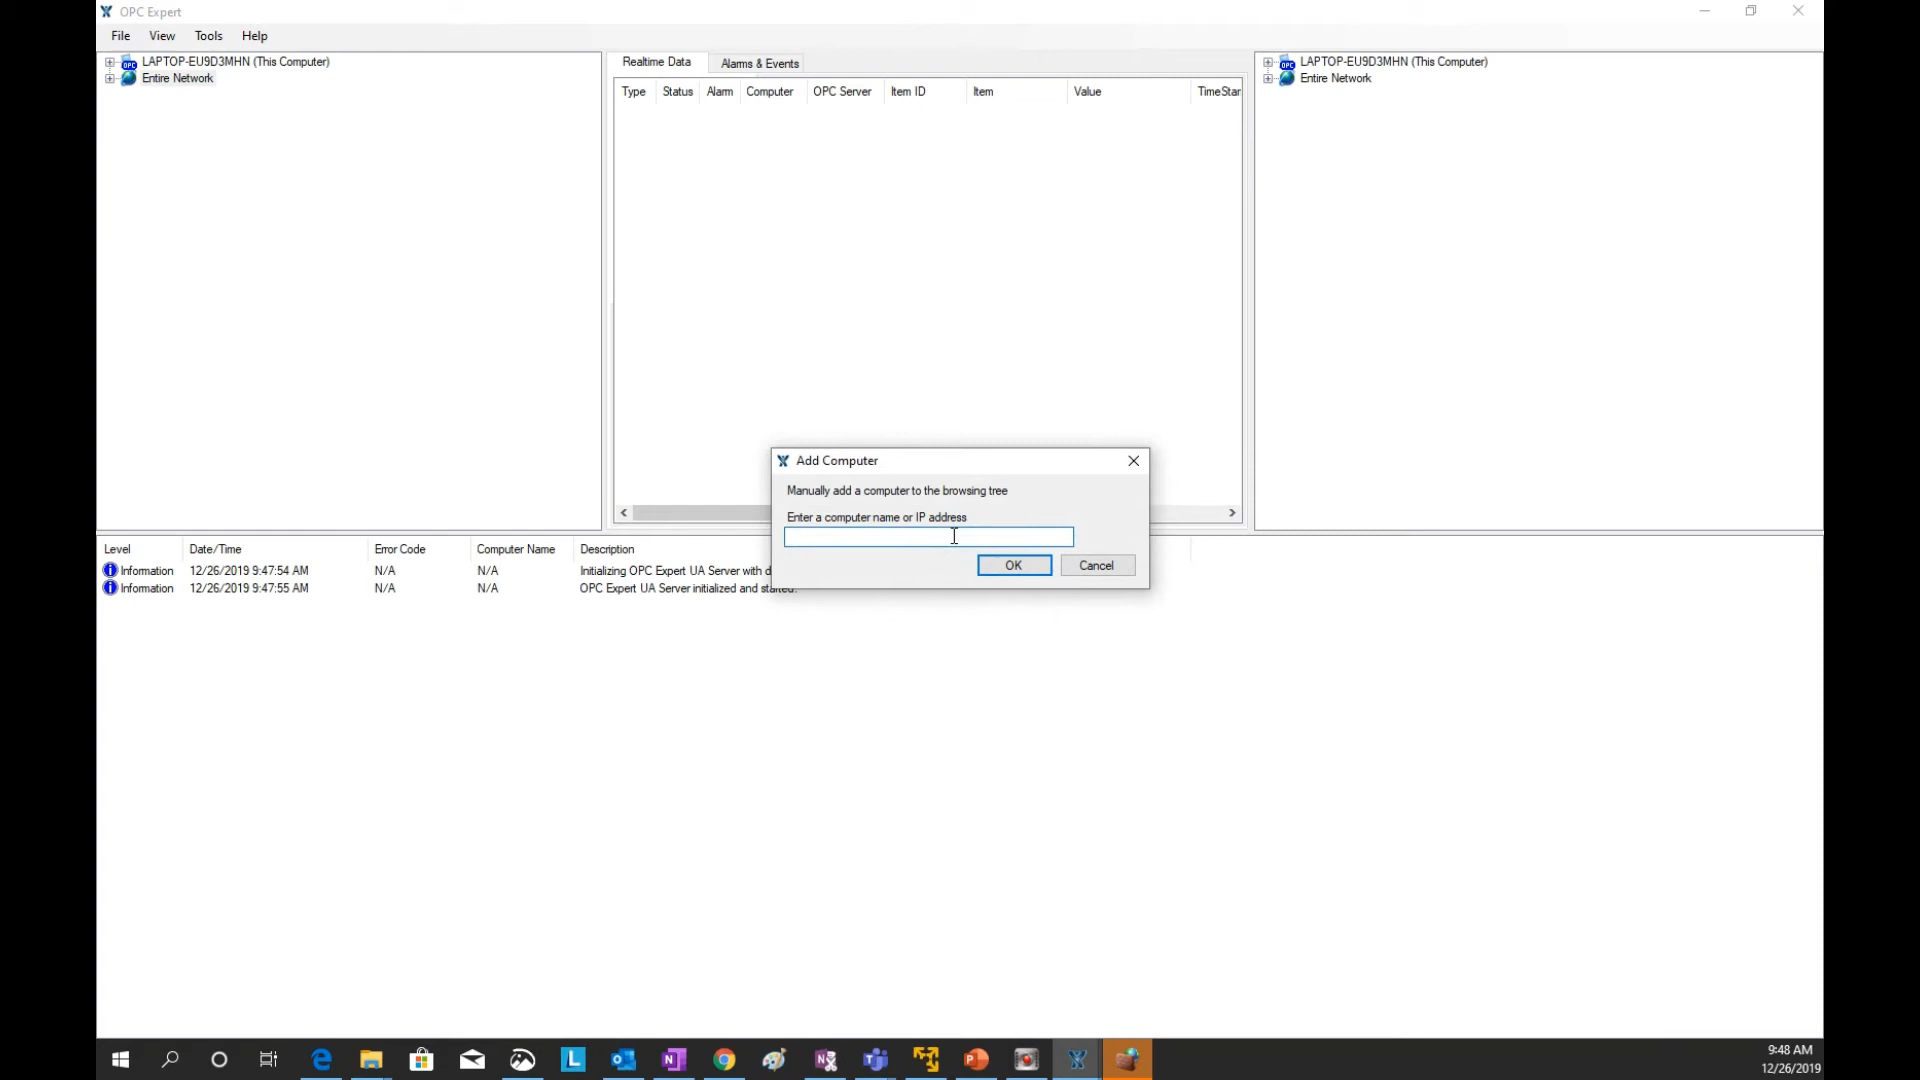 OPC Expert
File View Tools Help
LAPTOP-EU9D3MHN (This Computer)
Entire Network
Realtime Data Alarms & Events
Type Status Alarm Computer OPC Server Item ID Item Value TimeStar
LAPTOP-EU9D3MHN (This Computer)
Entire Network
Add Computer
Manually add a computer to the browsing tree
Enter a computer name or IP address
OK Cancel
Level Date/Time Error Code Computer Name Description
Information 12/26/2019 9:47:54 AM N/A N/A Initializing OPC Expert UA Server with d
Information 12/26/2019 9:47:55 AM N/A N/A OPC Expert UA Server initialized and started.
9:48 AM
12/26/2019